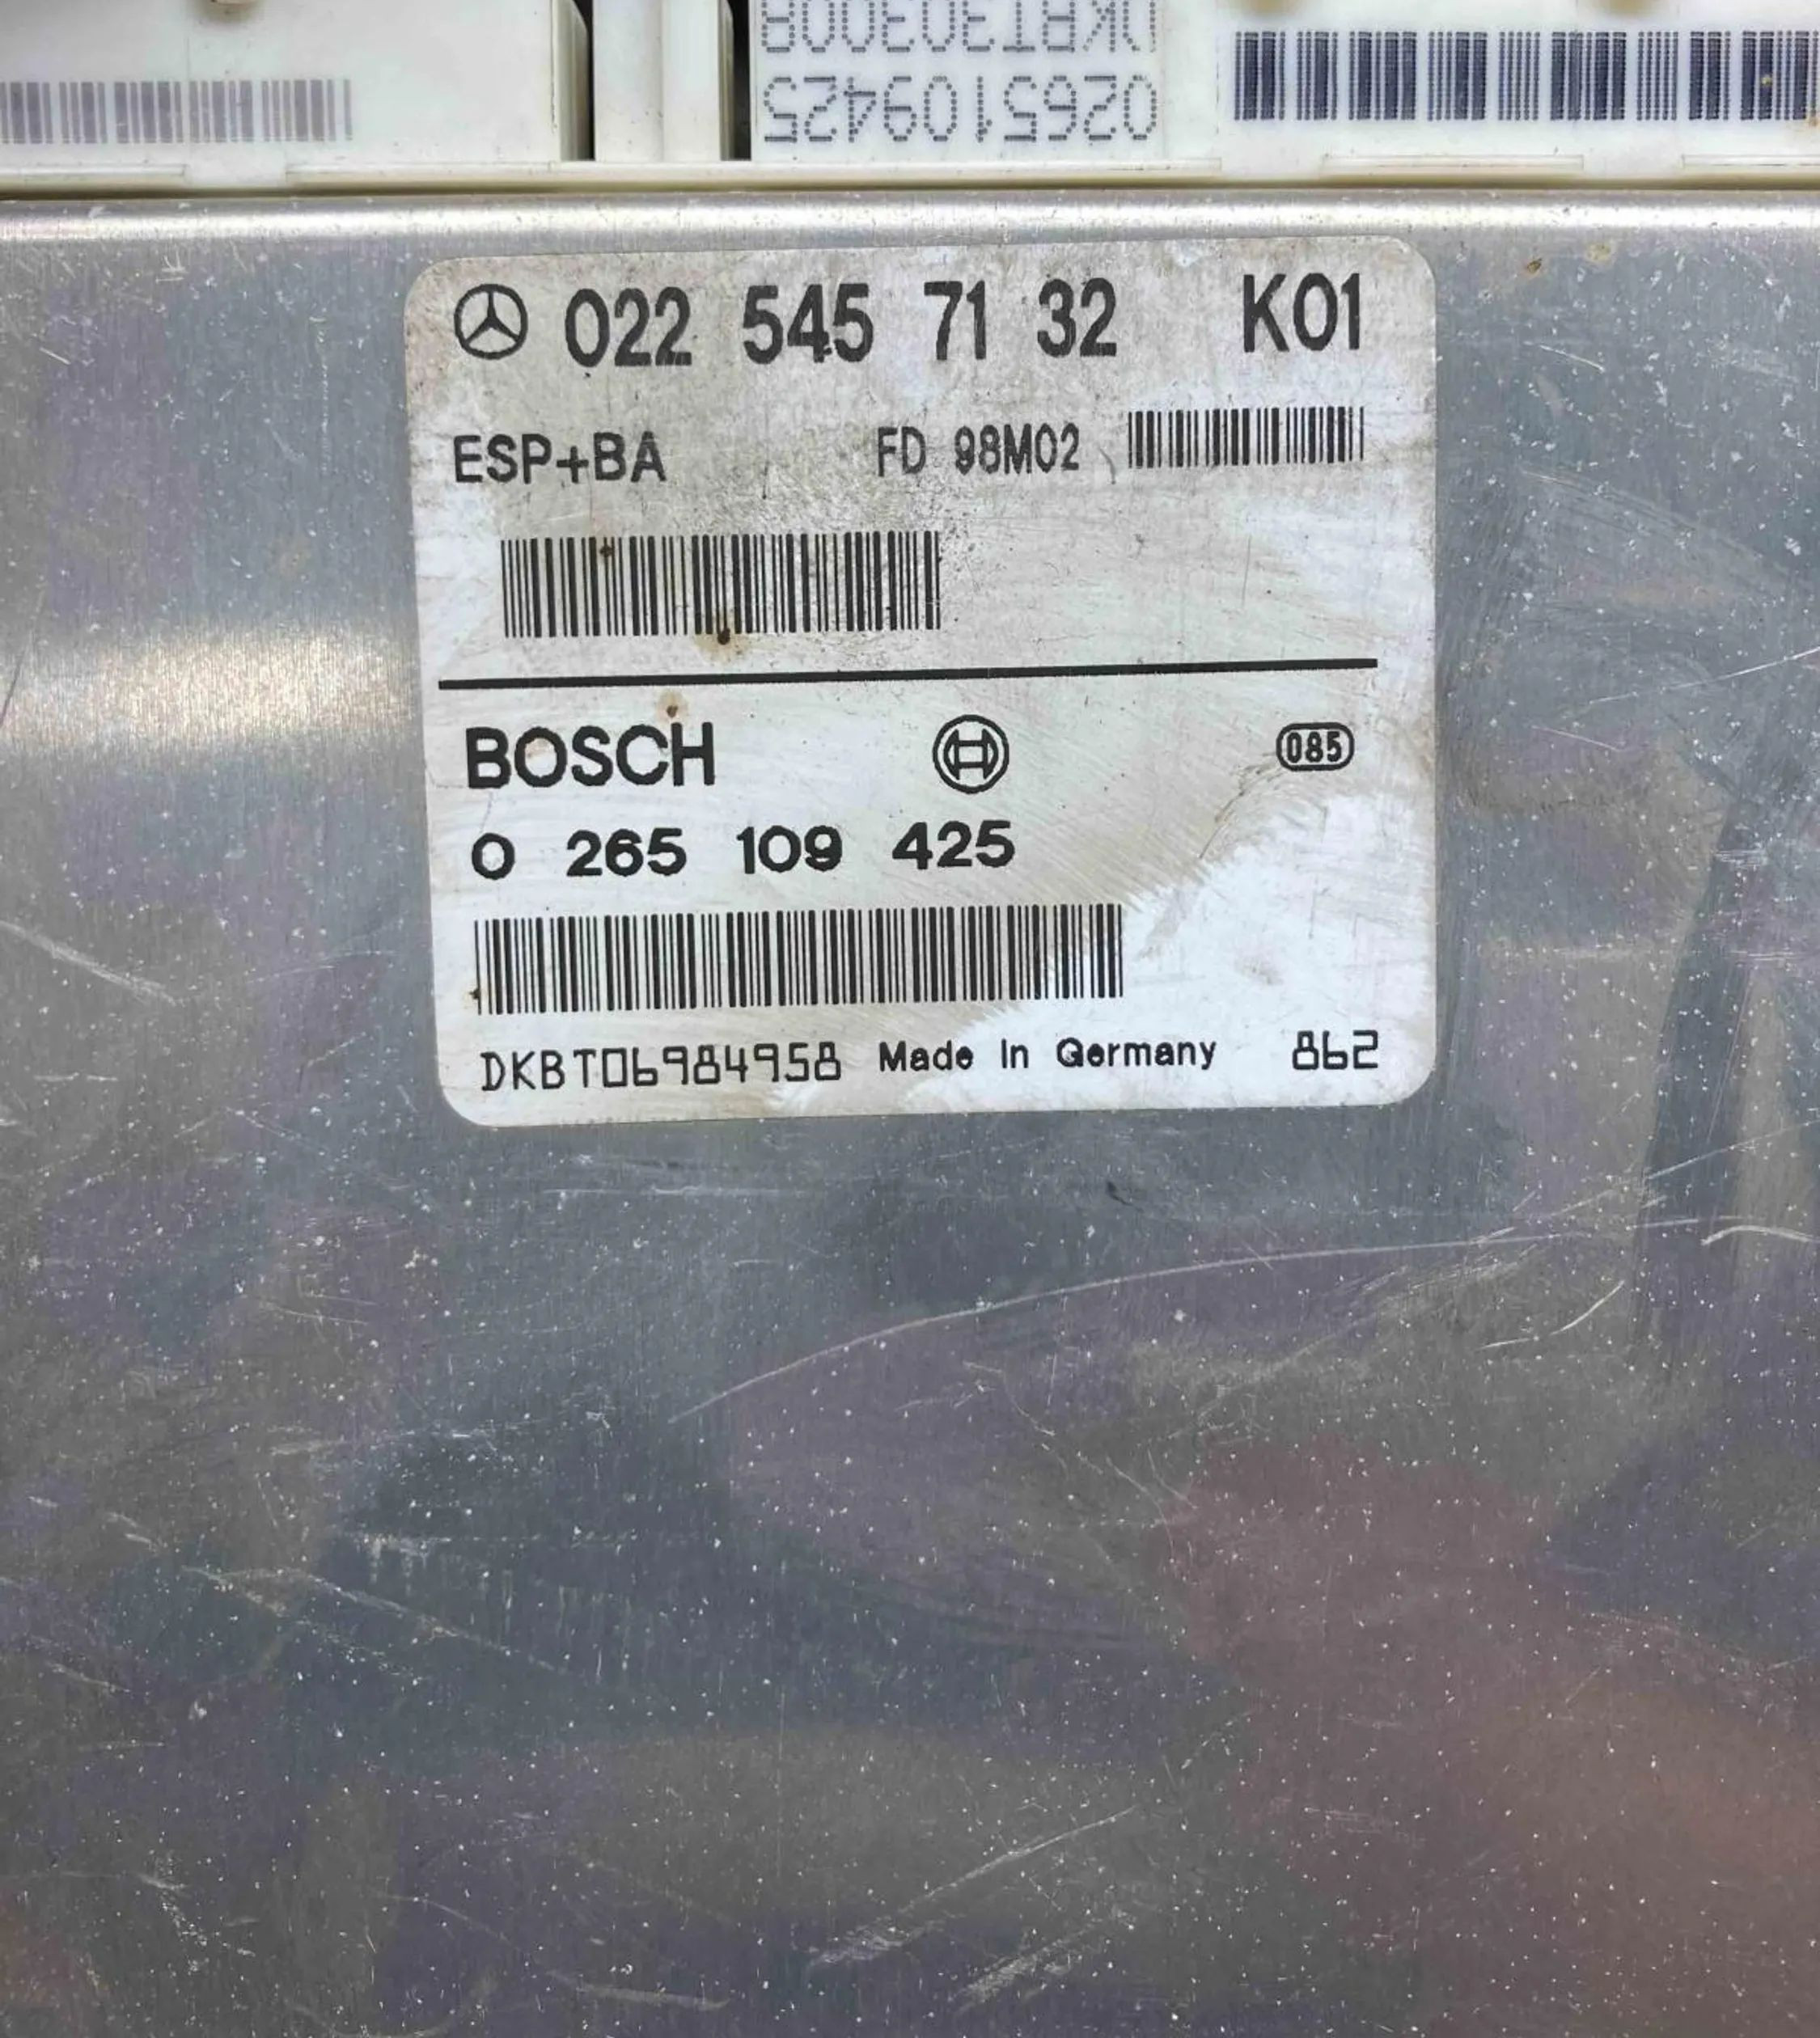 0265109425
022 545 71 32 K01
ESP+BA FD 98M02
BOSCH 085
0 265 109 425
DKBT06984958 Made In Germany 862